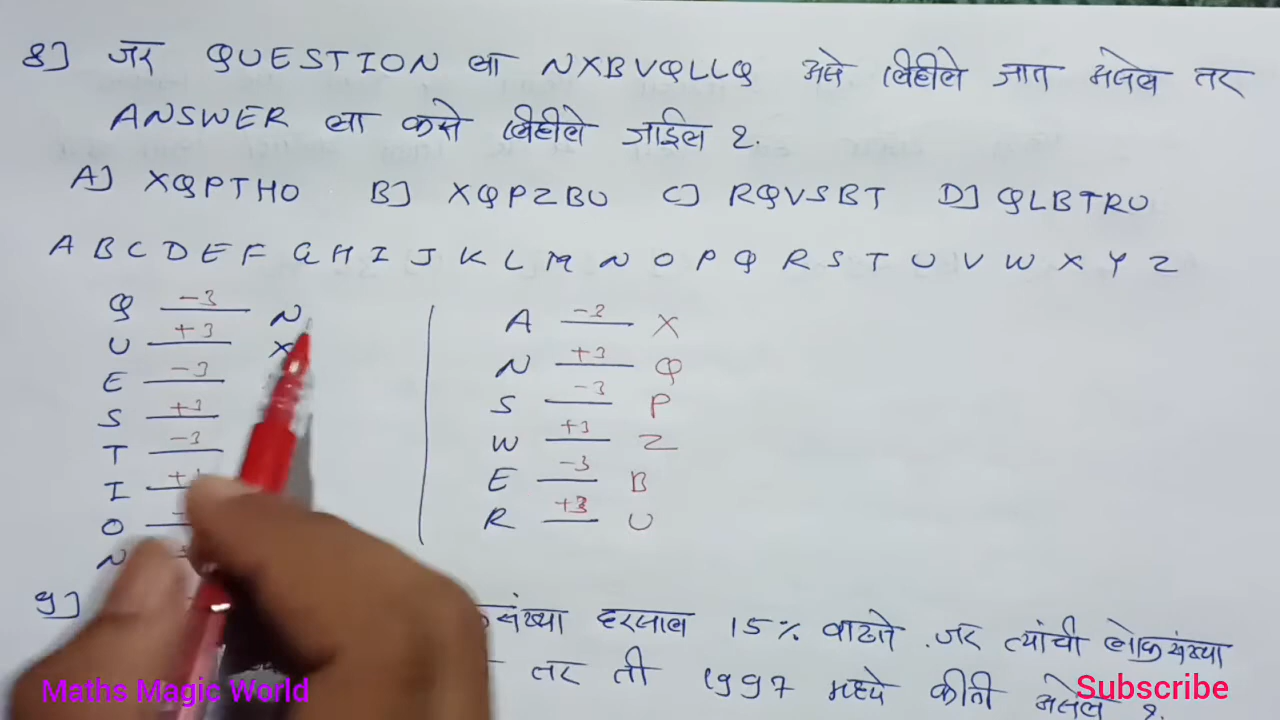 8] जर QUESTION ला NXBVQLLQ असे लिहीले जात असेल तर
ANSWER ला कसे लिहीले जाईल ?.
A] XQPTHO B] XQPZBU C] RQVSBT D] QLBTRU
A B C D E F G H I J K L M N O P Q R S T U V W X Y Z
Q -3 N
U +3 X
E -3
S +3
T -3
I
O
N
A -3 X
N +3 Q
S -3 P
W +3 Z
E -3 B
R +3 U
9] संख्या दरसाल 15% वाढते . जर त्यांची लोकसंख्या
तर ती 1997 मध्ये कीती असेल ?.
Maths Magic World
Subscribe